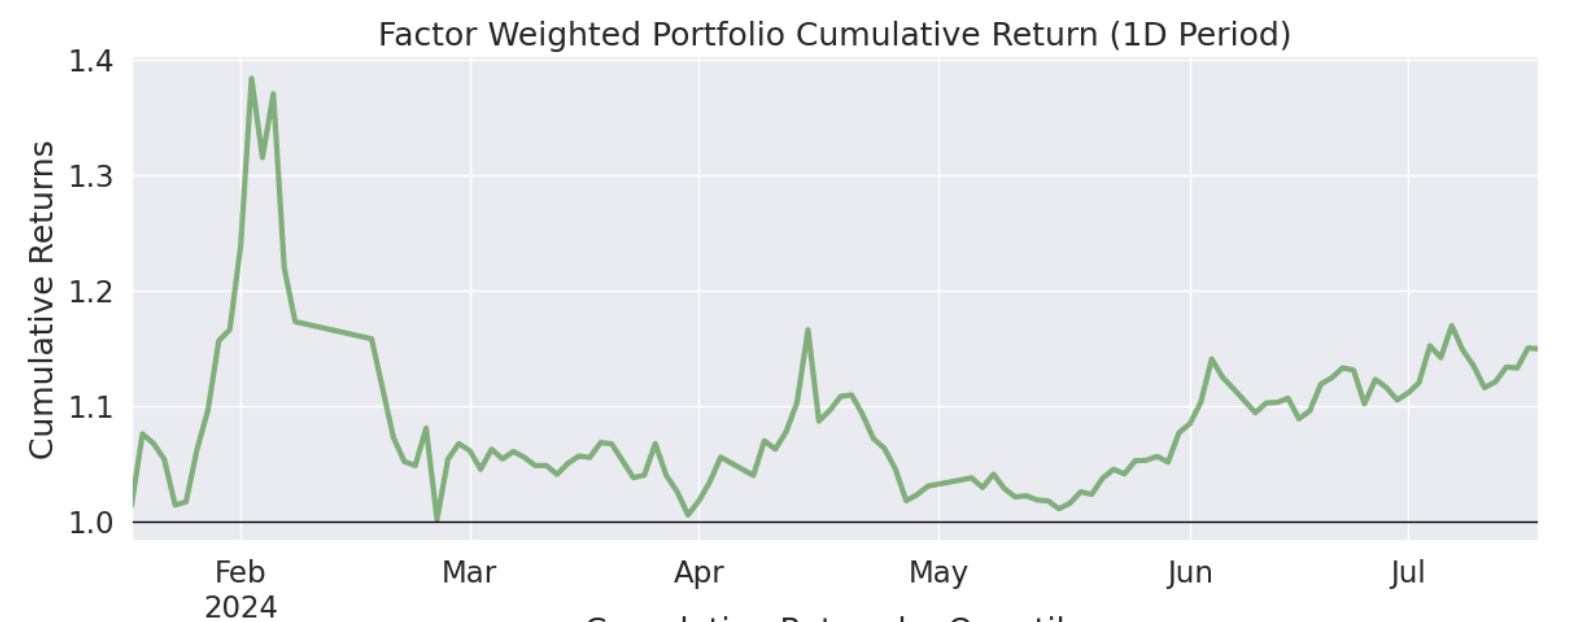 Factor Weighted Portfolio Cumulative Return (1D Period)
Cumulative Returns
1.4
1.3
1.2
1.1
1.0
Feb Mar Apr May Jun Jul
2024